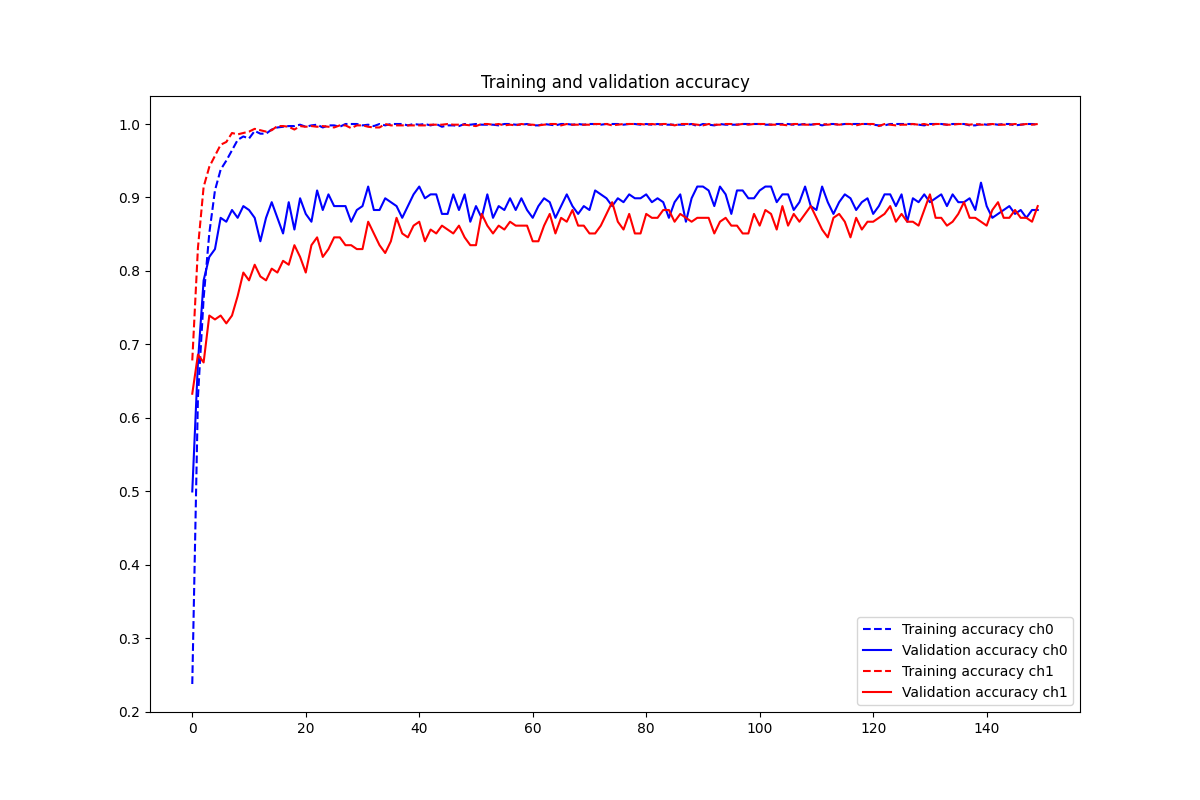 Training and validation accuracy
1.0
0.9
0.8
0.7
0.6
0.5
0.4
0.3
0.2
Training accuracy ch0
Validation accuracy ch0
Training accuracy ch1
Validation accuracy ch1
0 20 40 60 80 100 120 140